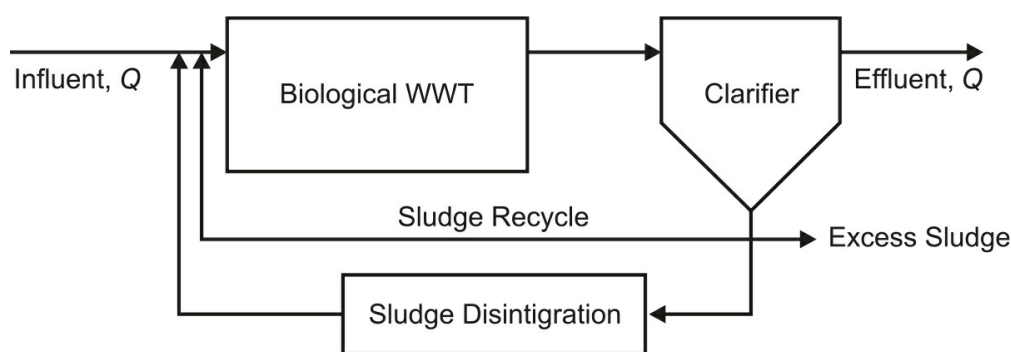 Influent, Q
Biological WWT
Clarifier
Effluent, Q
Sludge Recycle
Excess Sludge
Sludge Disintigration